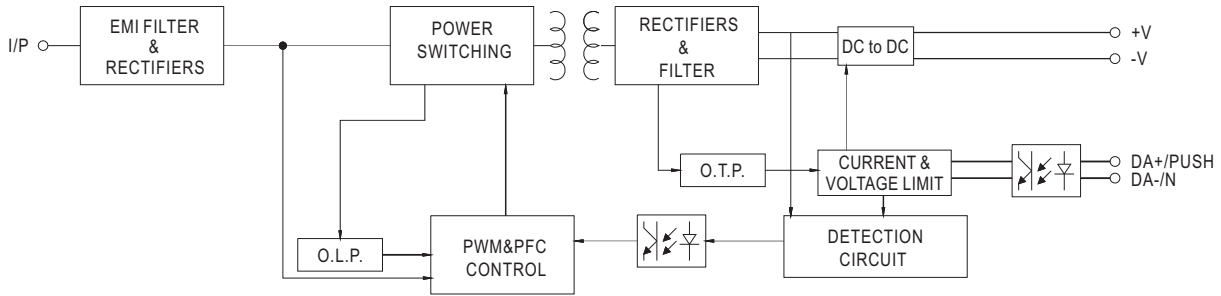 I/P
EMI FILTER
&
RECTIFIERS
POWER
SWITCHING
RECTIFIERS
&
FILTER
DC to DC
+V
-V
O.T.P.
CURRENT &
VOLTAGE LIMIT
DA+/PUSH
DA-/N
O.L.P.
PWM&PFC
CONTROL
DETECTION
CIRCUIT